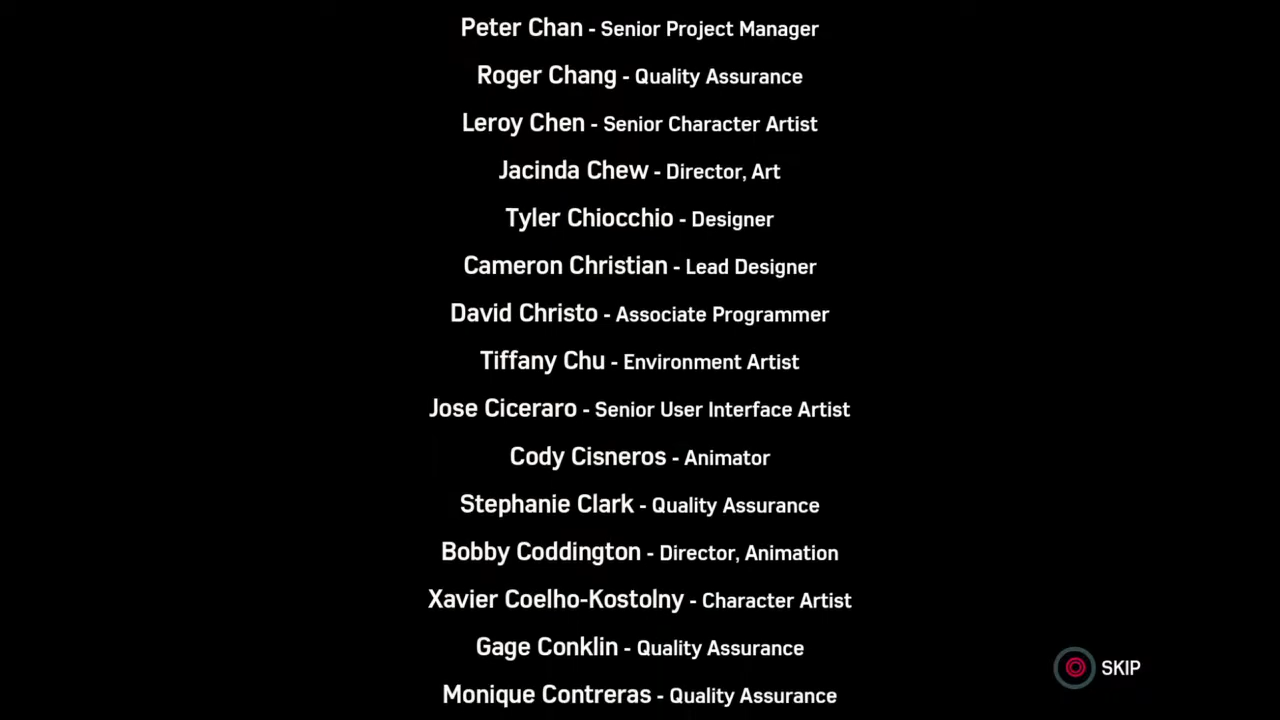 Peter Chan - Senior Project Manager
Roger Chang - Quality Assurance
Leroy Chen - Senior Character Artist
Jacinda Chew - Director, Art
Tyler Chiocchio - Designer
Cameron Christian - Lead Designer
David Christo - Associate Programmer
Tiffany Chu - Environment Artist
Jose Ciceraro - Senior User Interface Artist
Cody Cisneros - Animator
Stephanie Clark - Quality Assurance
Bobby Coddington - Director, Animation
Xavier Coelho-Kostolny - Character Artist
Gage Conklin - Quality Assurance
SKIP
Monique Contreras - Quality Assurance